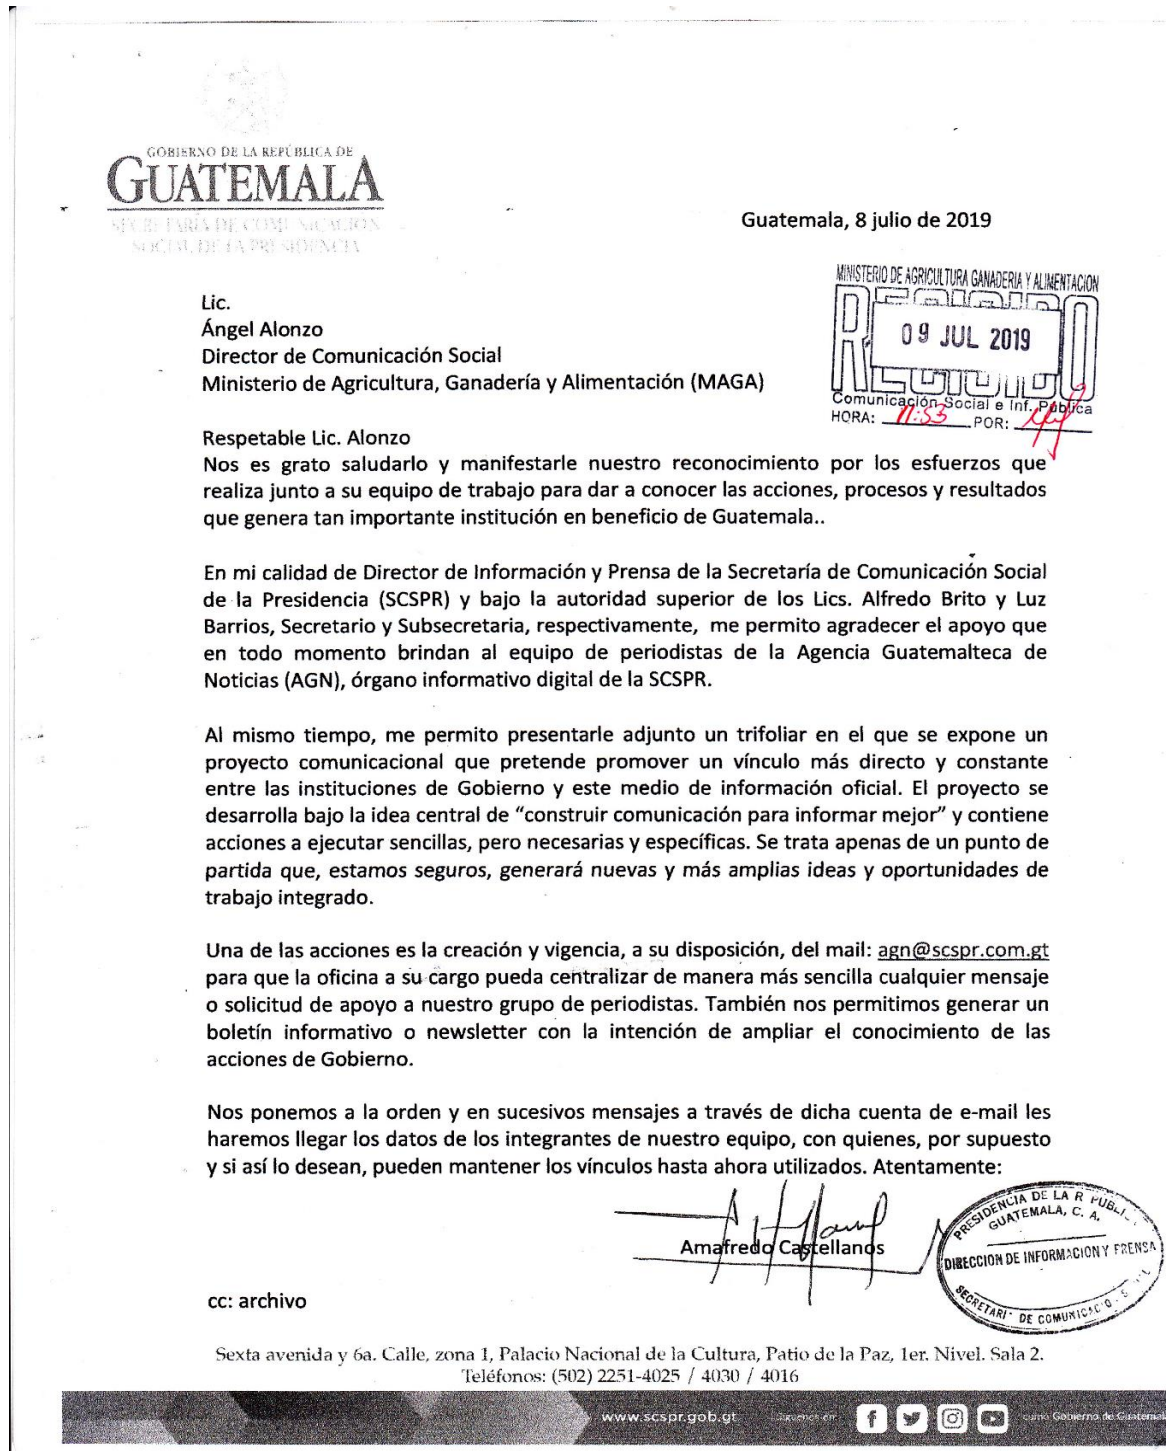 GOBIERNO DE LA REPÚBLICA DE
GUATEMALA
SECRETARÍA DE COMUNICACIÓN
SOCIAL DE LA PRESIDENCIA
Guatemala, 8 julio de 2019
MINISTERIO DE AGRICULTURA GANADERIA Y ALIMENTACION
RECIBIDO
09 JUL 2019
Comunicación Social e Inf. Pública
HORA: 11:53 POR:
Lic.
Ángel Alonzo
Director de Comunicación Social
Ministerio de Agricultura, Ganadería y Alimentación (MAGA)
Respetable Lic. Alonzo
Nos es grato saludarlo y manifestarle nuestro reconocimiento por los esfuerzos que
realiza junto a su equipo de trabajo para dar a conocer las acciones, procesos y resultados
que genera tan importante institución en beneficio de Guatemala..
En mi calidad de Director de Información y Prensa de la Secretaría de Comunicación Social
de la Presidencia (SCSPR) y bajo la autoridad superior de los Lics. Alfredo Brito y Luz
Barrios, Secretario y Subsecretaria, respectivamente, me permito agradecer el apoyo que
en todo momento brindan al equipo de periodistas de la Agencia Guatemalteca de
Noticias (AGN), órgano informativo digital de la SCSPR.
Al mismo tiempo, me permito presentarle adjunto un trifoliar en el que se expone un
proyecto comunicacional que pretende promover un vínculo más directo y constante
entre las instituciones de Gobierno y este medio de información oficial. El proyecto se
desarrolla bajo la idea central de “construir comunicación para informar mejor” y contiene
acciones a ejecutar sencillas, pero necesarias y específicas. Se trata apenas de un punto de
partida que, estamos seguros, generará nuevas y más amplias ideas y oportunidades de
trabajo integrado.
Una de las acciones es la creación y vigencia, a su disposición, del mail: agn@scspr.com.gt
para que la oficina a su cargo pueda centralizar de manera más sencilla cualquier mensaje
o solicitud de apoyo a nuestro grupo de periodistas. También nos permitimos generar un
boletín informativo o newsletter con la intención de ampliar el conocimiento de las
acciones de Gobierno.
Nos ponemos a la orden y en sucesivos mensajes a través de dicha cuenta de e-mail les
haremos llegar los datos de los integrantes de nuestro equipo, con quienes, por supuesto
y si así lo desean, pueden mantener los vínculos hasta ahora utilizados. Atentamente:
Amafredo Castellanos
PRESIDENCIA DE LA R PUBLI
GUATEMALA, C. A.
DIRECCION DE INFORMACION Y PRENSA
SECRETARI DE COMUNICACIO
cc: archivo
Sexta avenida y 6a. Calle, zona 1, Palacio Nacional de la Cultura, Patio de la Paz, 1er. Nivel. Sala 2.
Teléfonos: (502) 2251-4025 / 4030 / 4016
www.scspr.gob.gt Síguenos en: como Gobierno de Guatemala